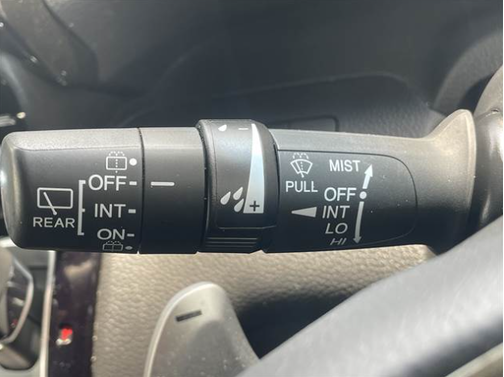 OFF
REAR INT
ON
MIST
PULL OFF
INT
LO
HI